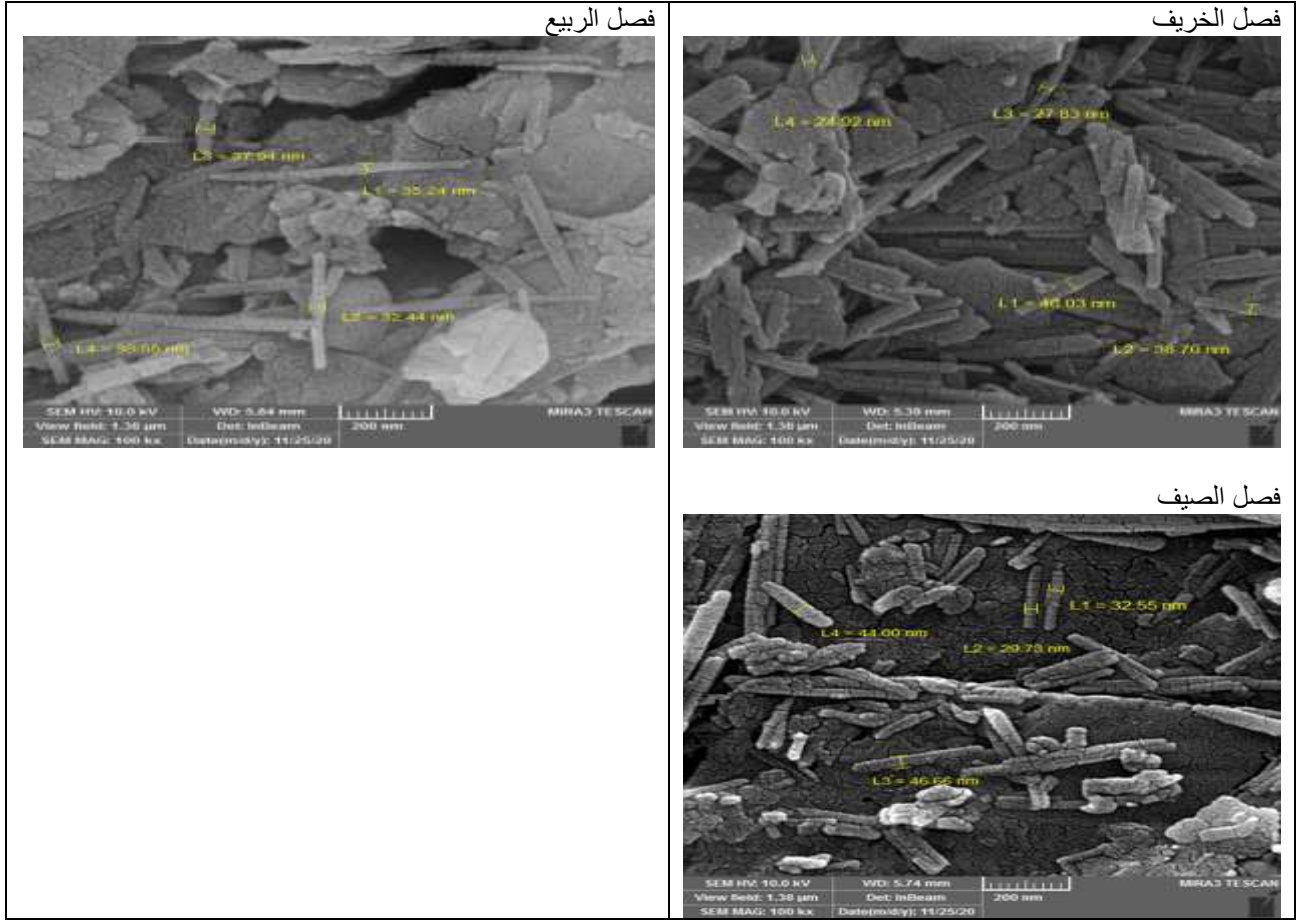 فصل الخريف
L4 = 24.02 nm
L3 = 27.83 nm
L1 = 46.03 nm
L2 = 38.70 nm
SEM HV: 10.0 kV WD: 5.38 mm MIRA3 TESCAN
View field: 1.38 µm Det: InBeam 200 nm
SEM MAG: 100 kx Date(m/d/y): 11/25/20
فصل الربيع
L3 = 37.94 nm
L1 = 35.24 nm
L2 = 32.44 nm
L4 =
SEM HV: 10.0 kV WD: 5.84 mm MIRA3 TESCAN
View field: 1.38 µm Det: InBeam 200 nm
SEM MAG: 100 kx Date(m/d/y): 11/25/20
فصل الصيف
L1 = 32.55 nm
L4 = 44.00 nm
L2 = 29.73 nm
L3 = 46.66 nm
SEM HV: 10.0 kV WD: 5.74 mm MIRA3 TESCAN
View field: 1.38 µm Det: InBeam 200 nm
SEM MAG: 100 kx Date(m/d/y): 11/25/20